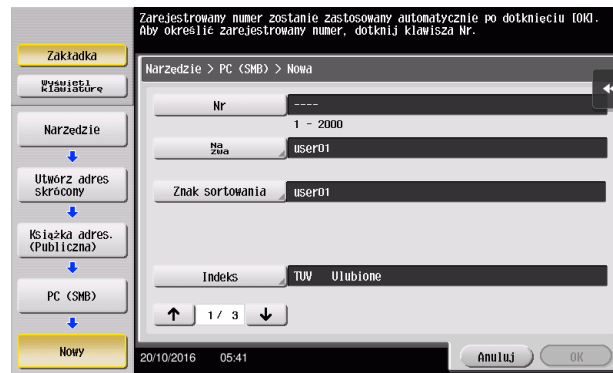 Zarejestrowany numer zostanie zastosowany automatycznie po dotknięciu [OK].
Aby określić zarejestrowany numer, dotknij klawisza Nr.
Zakładka
Wyświetl
klawiaturę
Narzędzie
Utwórz adres
skrócony
Książka adres.
(Publiczna)
PC (SMB)
Nowy
Narzędzie > PC (SMB) > Nowa
Nr
----
1 - 2000
Na
zwa
user01
Znak sortowania
user01
Indeks
TUV Ulubione
↑ 1/ 3 ↓
20/10/2016 05:41
Anuluj
OK